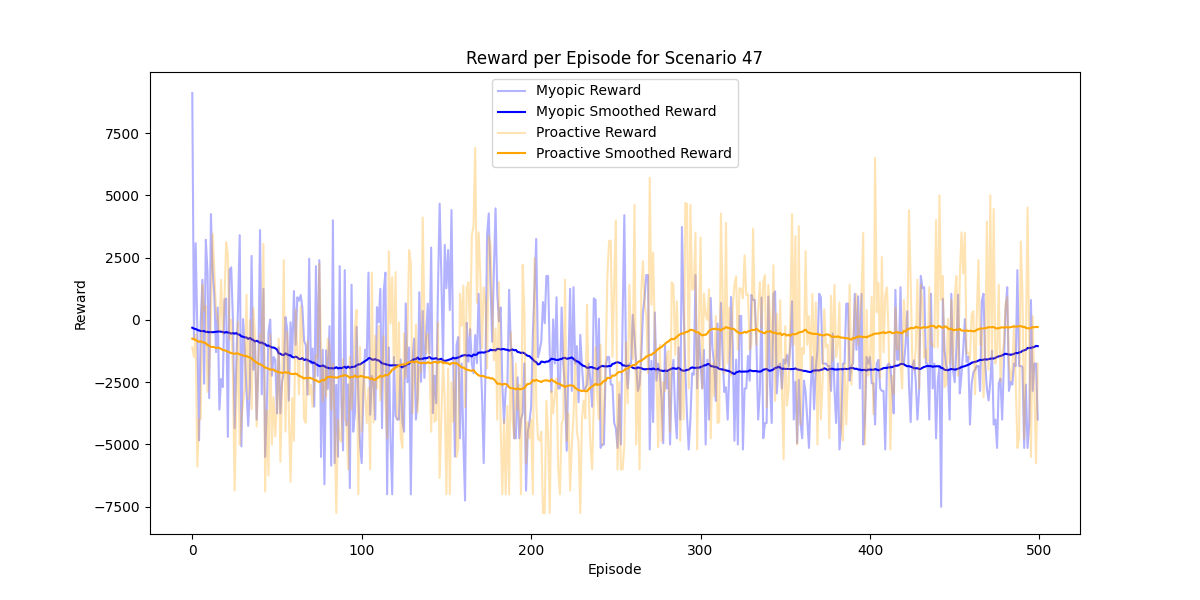 Reward per Episode for Scenario 47
Myopic Reward
Myopic Smoothed Reward
Proactive Reward
Proactive Smoothed Reward
Reward
7500
5000
2500
0
−2500
−5000
−7500
0 100 200 300 400 500
Episode